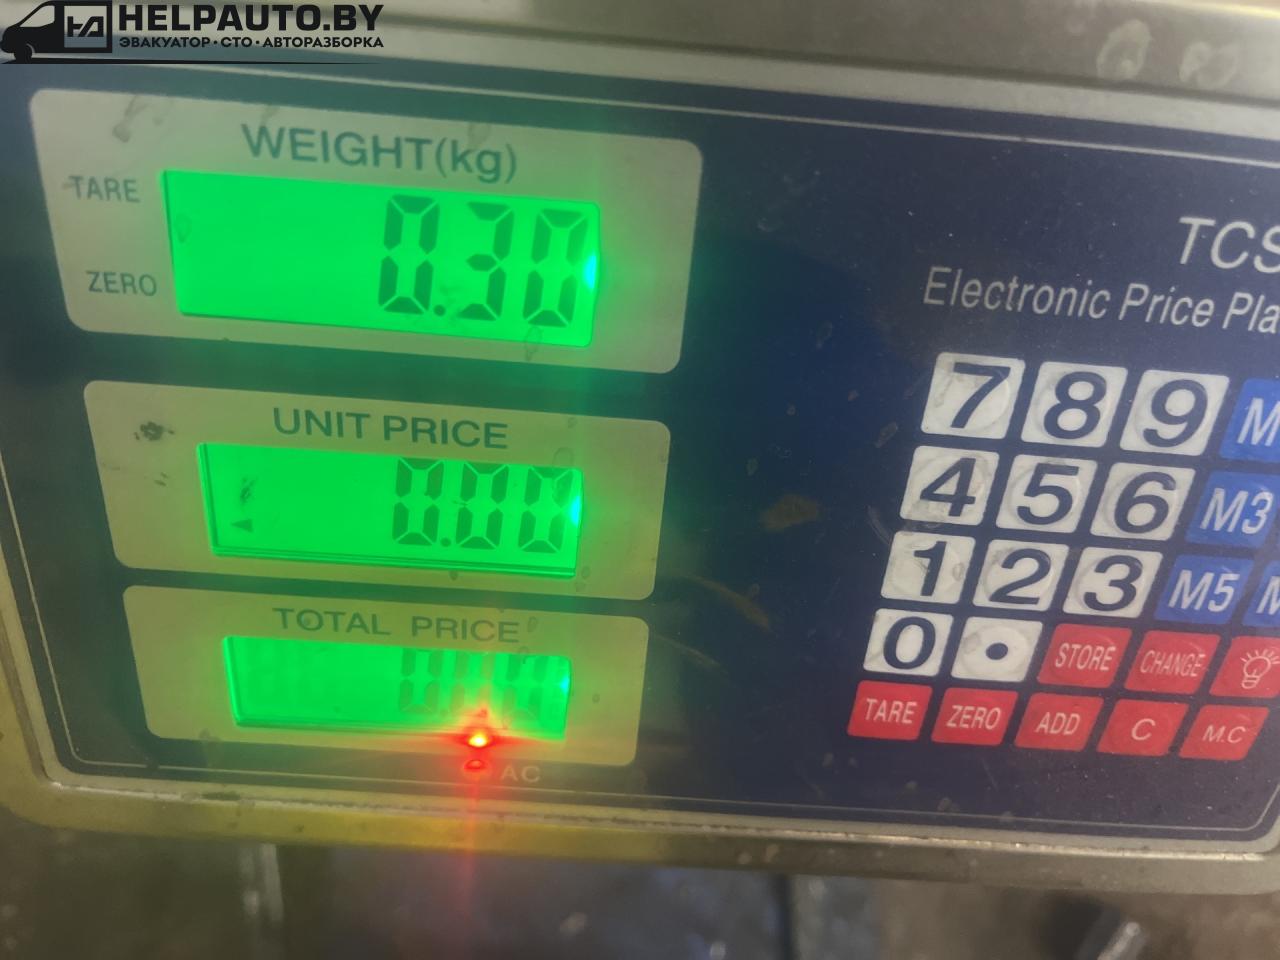 HELPAUTO.BY
ЭВАКУАТОР·СТО·АВТОРАЗБОРКА
WEIGHT(kg)
TARE
0.30
ZERO
UNIT PRICE
0.00
TOTAL PRICE
AC
TCS
Electronic Price Pla
7 8 9 M
4 5 6 M3
1 2 3 M5 M
0 • STORE CHANGE
TARE ZERO ADD C M.C